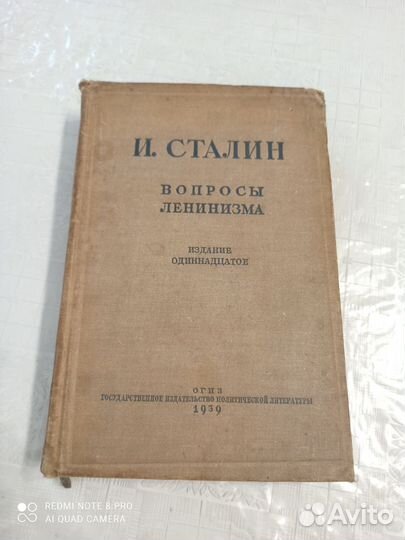 И. СТАЛИН
ВОПРОСЫ
ЛЕНИНИЗМА
ИЗДАНИЕ
ОДИННАДЦАТОЕ
ОГИЗ
ГОСУДАРСТВЕННОЕ ИЗДАТЕЛЬСТВО ПОЛИТИЧЕСКОЙ ЛИТЕРАТУРЫ
1939
REDMI NOTE 8 PRO
AI QUAD CAMERA
Avito